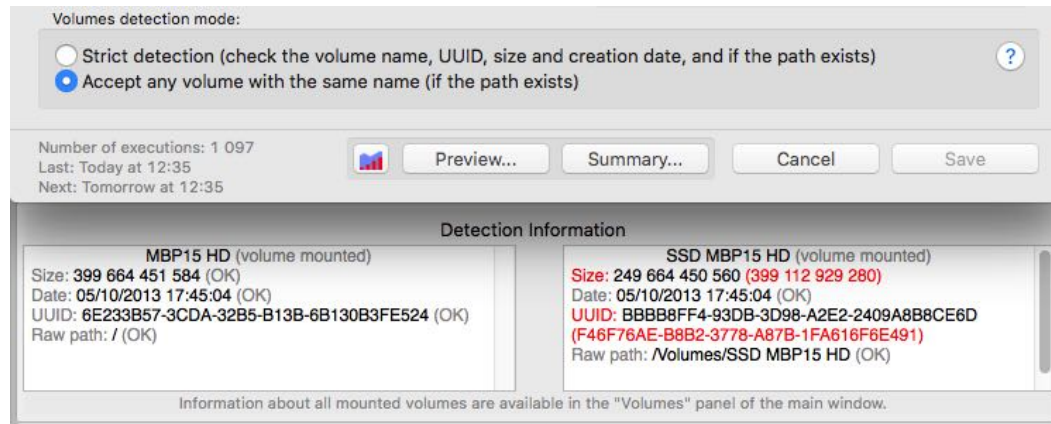 Volumes detection mode:
Strict detection (check the volume name, UUID, size and creation date, and if the path exists)
?
Accept any volume with the same name (if the path exists)
Number of executions: 1 097
Last: Today at 12:35
Next: Tomorrow at 12:35
Preview... Summary... Cancel Save
Detection Information
MBP15 HD (volume mounted)
Size: 399 664 451 584 (OK)
Date: 05/10/2013 17:45:04 (OK)
UUID: 6E233B57-3CDA-32B5-B13B-6B130B3FE524 (OK)
Raw path: / (OK)
SSD MBP15 HD (volume mounted)
Size: 249 664 450 560 (399 112 929 280)
Date: 05/10/2013 17:45:04 (OK)
UUID: BBBB8FF4-93DB-3D98-A2E2-2409A8B8CE6D
(F46F76AE-B8B2-3778-A87B-1FA616F6E491)
Raw path: /Volumes/SSD MBP15 HD (OK)
Information about all mounted volumes are available in the "Volumes" panel of the main window.